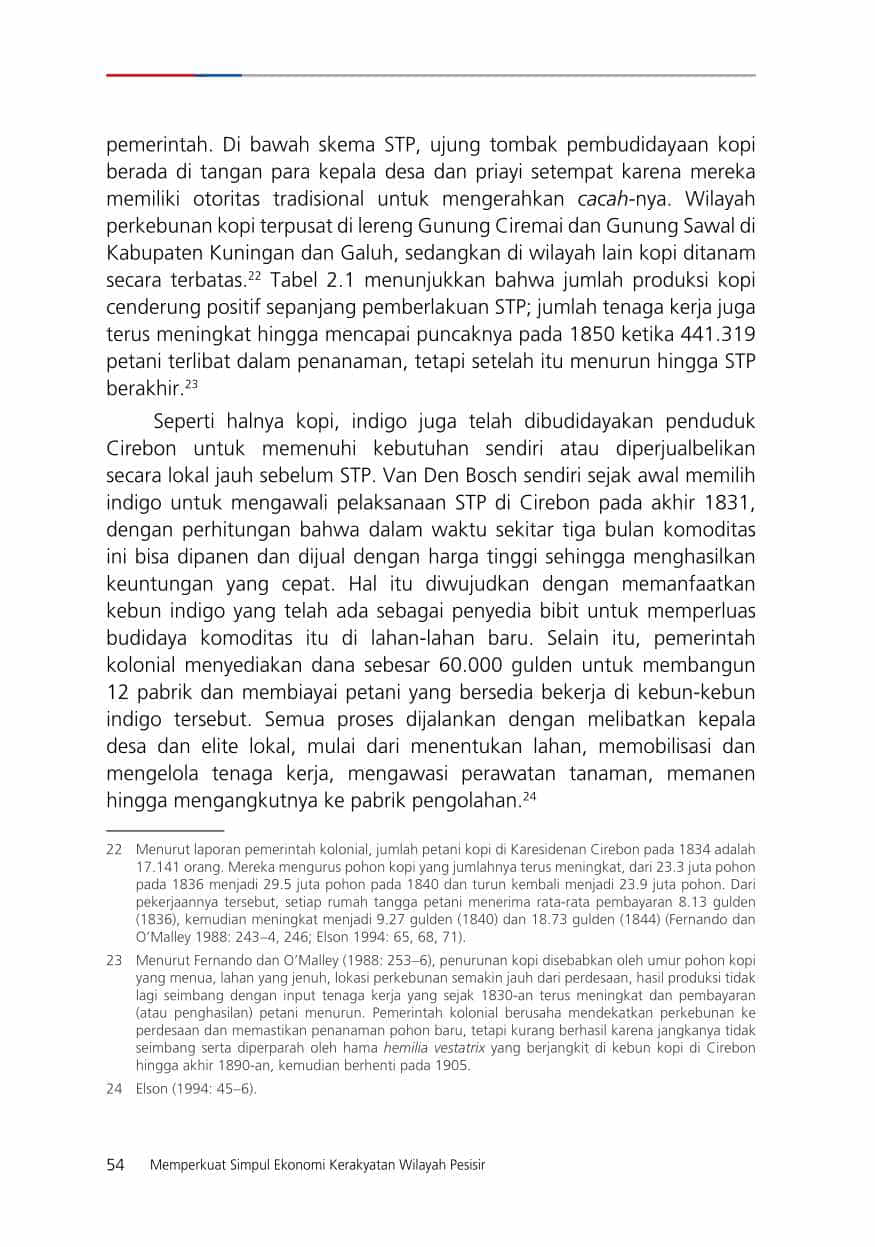 pemerintah. Di bawah skema STP, ujung tombak pembudidayaan kopi
berada di tangan para kepala desa dan priayi setempat karena mereka
memiliki otoritas tradisional untuk mengerahkan cacah-nya. Wilayah
perkebunan kopi terpusat di lereng Gunung Ciremai dan Gunung Sawal di
Kabupaten Kuningan dan Galuh, sedangkan di wilayah lain kopi ditanam
secara terbatas.22 Tabel 2.1 menunjukkan bahwa jumlah produksi kopi
cenderung positif sepanjang pemberlakuan STP; jumlah tenaga kerja juga
terus meningkat hingga mencapai puncaknya pada 1850 ketika 441.319
petani terlibat dalam penanaman, tetapi setelah itu menurun hingga STP
berakhir.23
Seperti halnya kopi, indigo juga telah dibudidayakan penduduk
Cirebon untuk memenuhi kebutuhan sendiri atau diperjualbelikan
secara lokal jauh sebelum STP. Van Den Bosch sendiri sejak awal memilih
indigo untuk mengawali pelaksanaan STP di Cirebon pada akhir 1831,
dengan perhitungan bahwa dalam waktu sekitar tiga bulan komoditas
ini bisa dipanen dan dijual dengan harga tinggi sehingga menghasilkan
keuntungan yang cepat. Hal itu diwujudkan dengan memanfaatkan
kebun indigo yang telah ada sebagai penyedia bibit untuk memperluas
budidaya komoditas itu di lahan-lahan baru. Selain itu, pemerintah
kolonial menyediakan dana sebesar 60.000 gulden untuk membangun
12 pabrik dan membiayai petani yang bersedia bekerja di kebun-kebun
indigo tersebut. Semua proses dijalankan dengan melibatkan kepala
desa dan elite lokal, mulai dari menentukan lahan, memobilisasi dan
mengelola tenaga kerja, mengawasi perawatan tanaman, memanen
hingga mengangkutnya ke pabrik pengolahan.24
22 Menurut laporan pemerintah kolonial, jumlah petani kopi di Karesidenan Cirebon pada 1834 adalah
17.141 orang. Mereka mengurus pohon kopi yang jumlahnya terus meningkat, dari 23.3 juta pohon
pada 1836 menjadi 29.5 juta pohon pada 1840 dan turun kembali menjadi 23.9 juta pohon. Dari
pekerjaannya tersebut, setiap rumah tangga petani menerima rata-rata pembayaran 8.13 gulden
(1836), kemudian meningkat menjadi 9.27 gulden (1840) dan 18.73 gulden (1844) (Fernando dan
O’Malley 1988: 243–4, 246; Elson 1994: 65, 68, 71).
23 Menurut Fernando dan O’Malley (1988: 253–6), penurunan kopi disebabkan oleh umur pohon kopi
yang menua, lahan yang jenuh, lokasi perkebunan semakin jauh dari perdesaan, hasil produksi tidak
lagi seimbang dengan input tenaga kerja yang sejak 1830-an terus meningkat dan pembayaran
(atau penghasilan) petani menurun. Pemerintah kolonial berusaha mendekatkan perkebunan ke
perdesaan dan memastikan penanaman pohon baru, tetapi kurang berhasil karena jangkanya tidak
seimbang serta diperparah oleh hama hemilia vestatrix yang berjangkit di kebun kopi di Cirebon
hingga akhir 1890-an, kemudian berhenti pada 1905.
24 Elson (1994: 45–6).
54 Memperkuat Simpul Ekonomi Kerakyatan Wilayah Pesisir